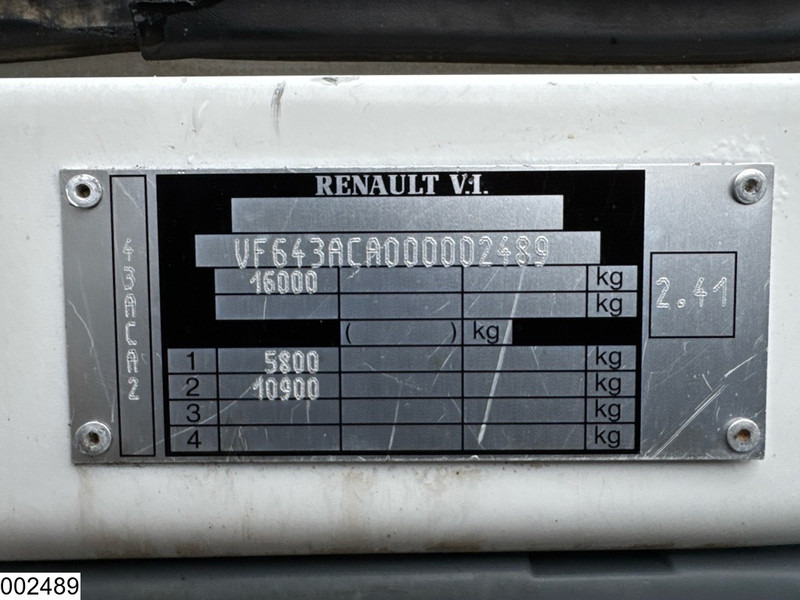 RENAULT V.I.
VF643ACA000002489
16000 kg
kg
( ) kg
1 5800 kg
2 10900 kg
3 kg
4 kg
43ACA2
2.41
002489